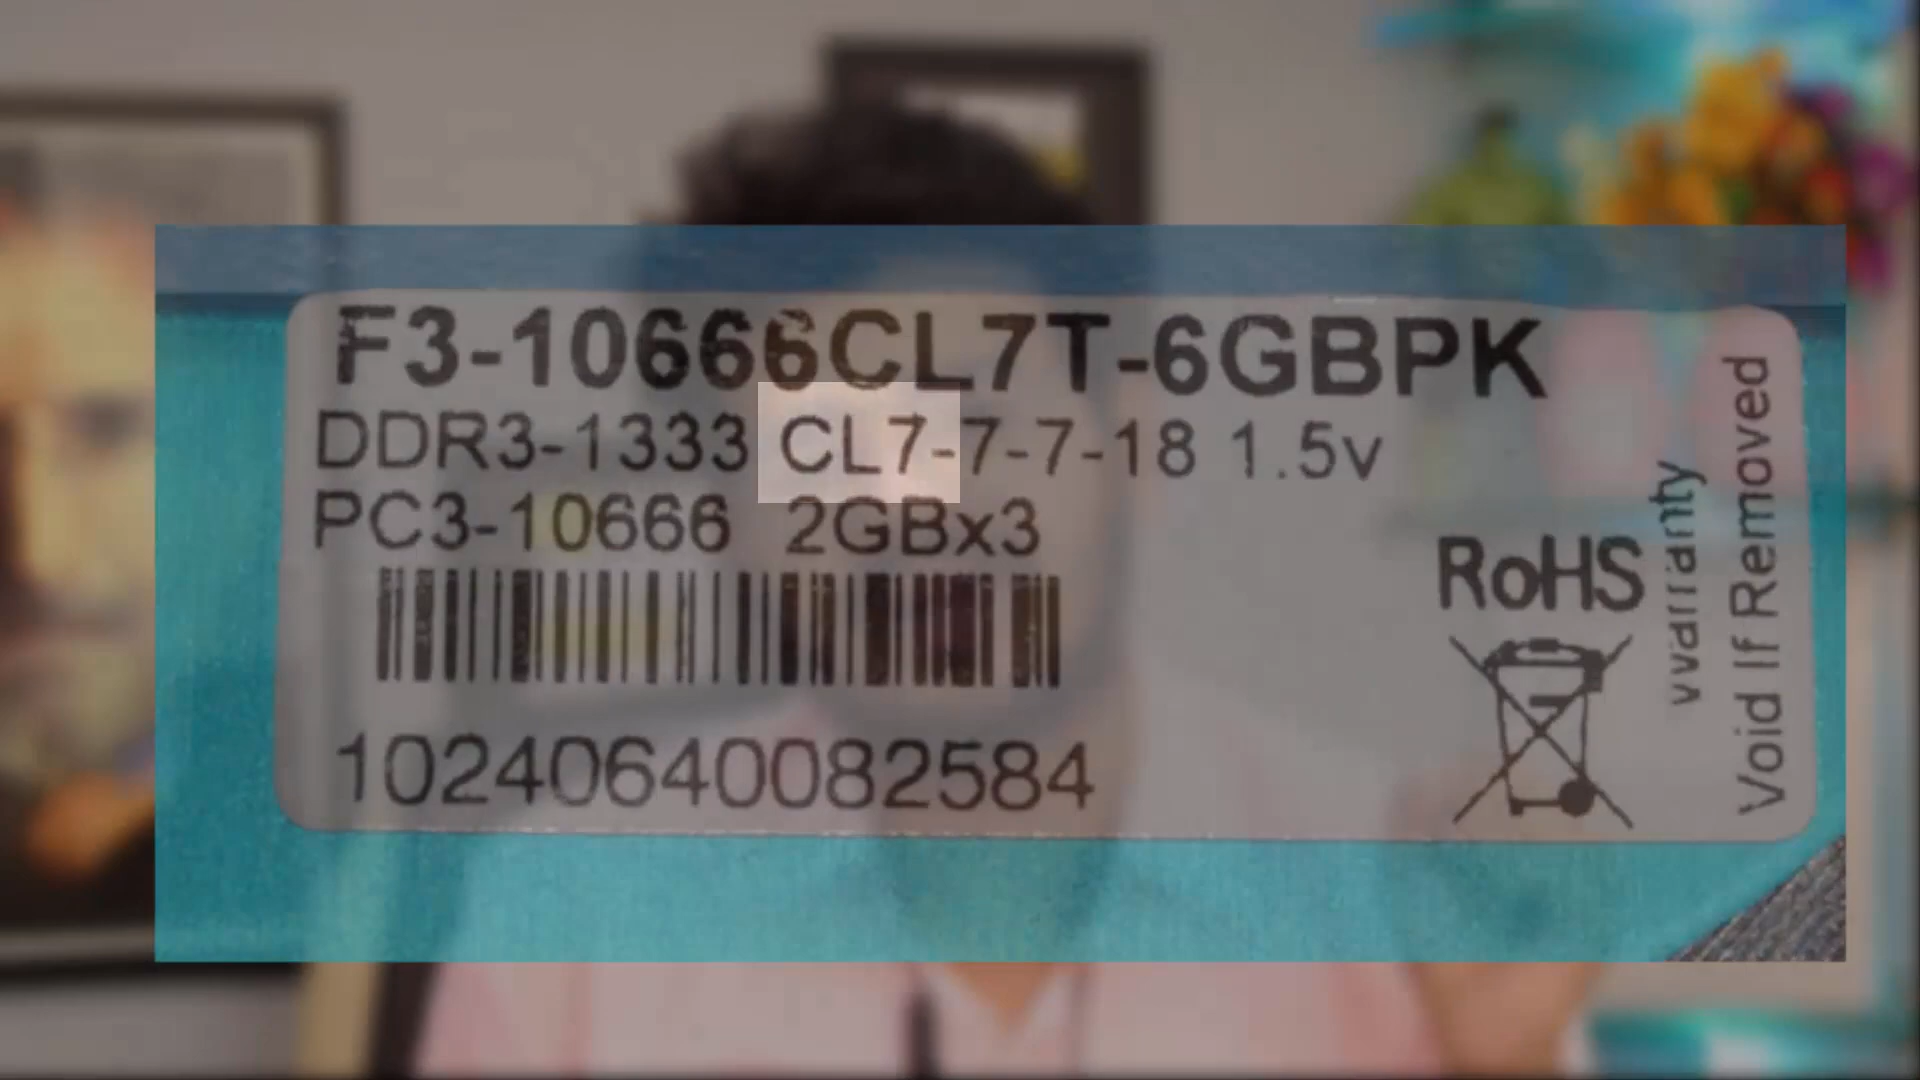 F3-10666CL7T-6GBPK
DDR3-1333 CL7-7-7-18 1.5v
PC3-10666 2GBx3
10240640082584
RoHS
warranty
Void If Removed